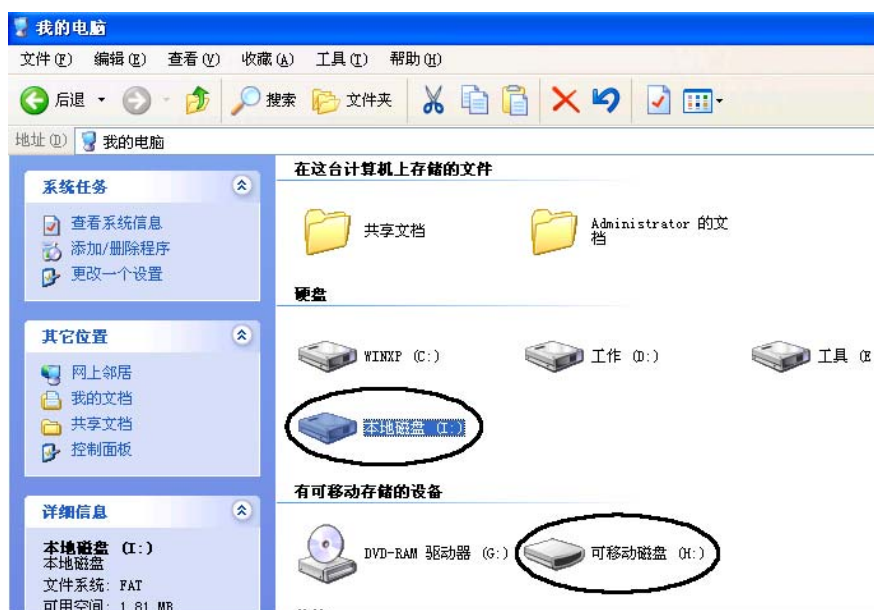 我的电脑
文件(F) 编辑(E) 查看(V) 收藏(A) 工具(T) 帮助(H)
后退 搜索 文件夹
地址(D) 我的电脑
系统任务
查看系统信息
添加/删除程序
更改一个设置
其它位置
网上邻居
我的文档
共享文档
控制面板
详细信息
本地磁盘 (I:)
本地磁盘
文件系统: FAT
可用空间: 1.81 MB
在这台计算机上存储的文件
共享文档
Administrator 的文
档
硬盘
WINXP (C:)
工作 (D:)
工具 (E
本地磁盘 (I:)
有可移动存储的设备
DVD-RAM 驱动器 (G:)
可移动磁盘 (H:)